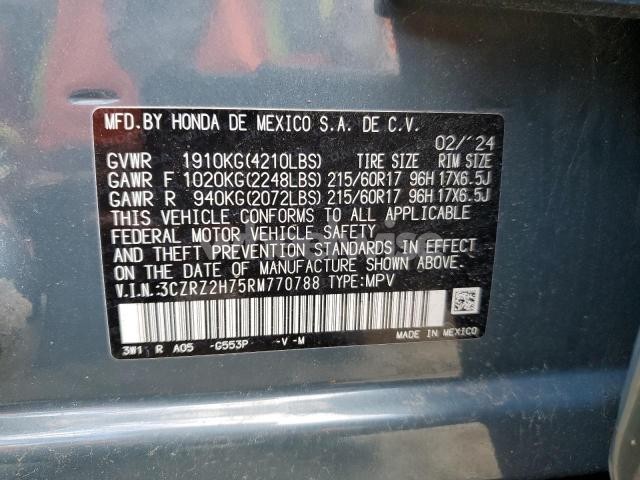 MFD.BY HONDA DE MEXICO S.A. DE C.V.
02/'24
GVWR 1910KG(4210LBS) TIRE SIZE RIM SIZE
GAWR F 1020KG(2248LBS) 215/60R17 96H 17X6.5J
GAWR R 940KG(2072LBS) 215/60R17 96H 17X6.5J
THIS VEHICLE CONFORMS TO ALL APPLICABLE
FEDERAL MOTOR VEHICLE SAFETY
AND THEFT PREVENTION STANDARDS IN EFFECT
ON THE DATE OF MANUFACTURE SHOWN ABOVE.
V.I.N.:3CZRZ2H75RM770788 TYPE:MPV
3W1 R A05 -G553P -V -M MADE IN MEXICO